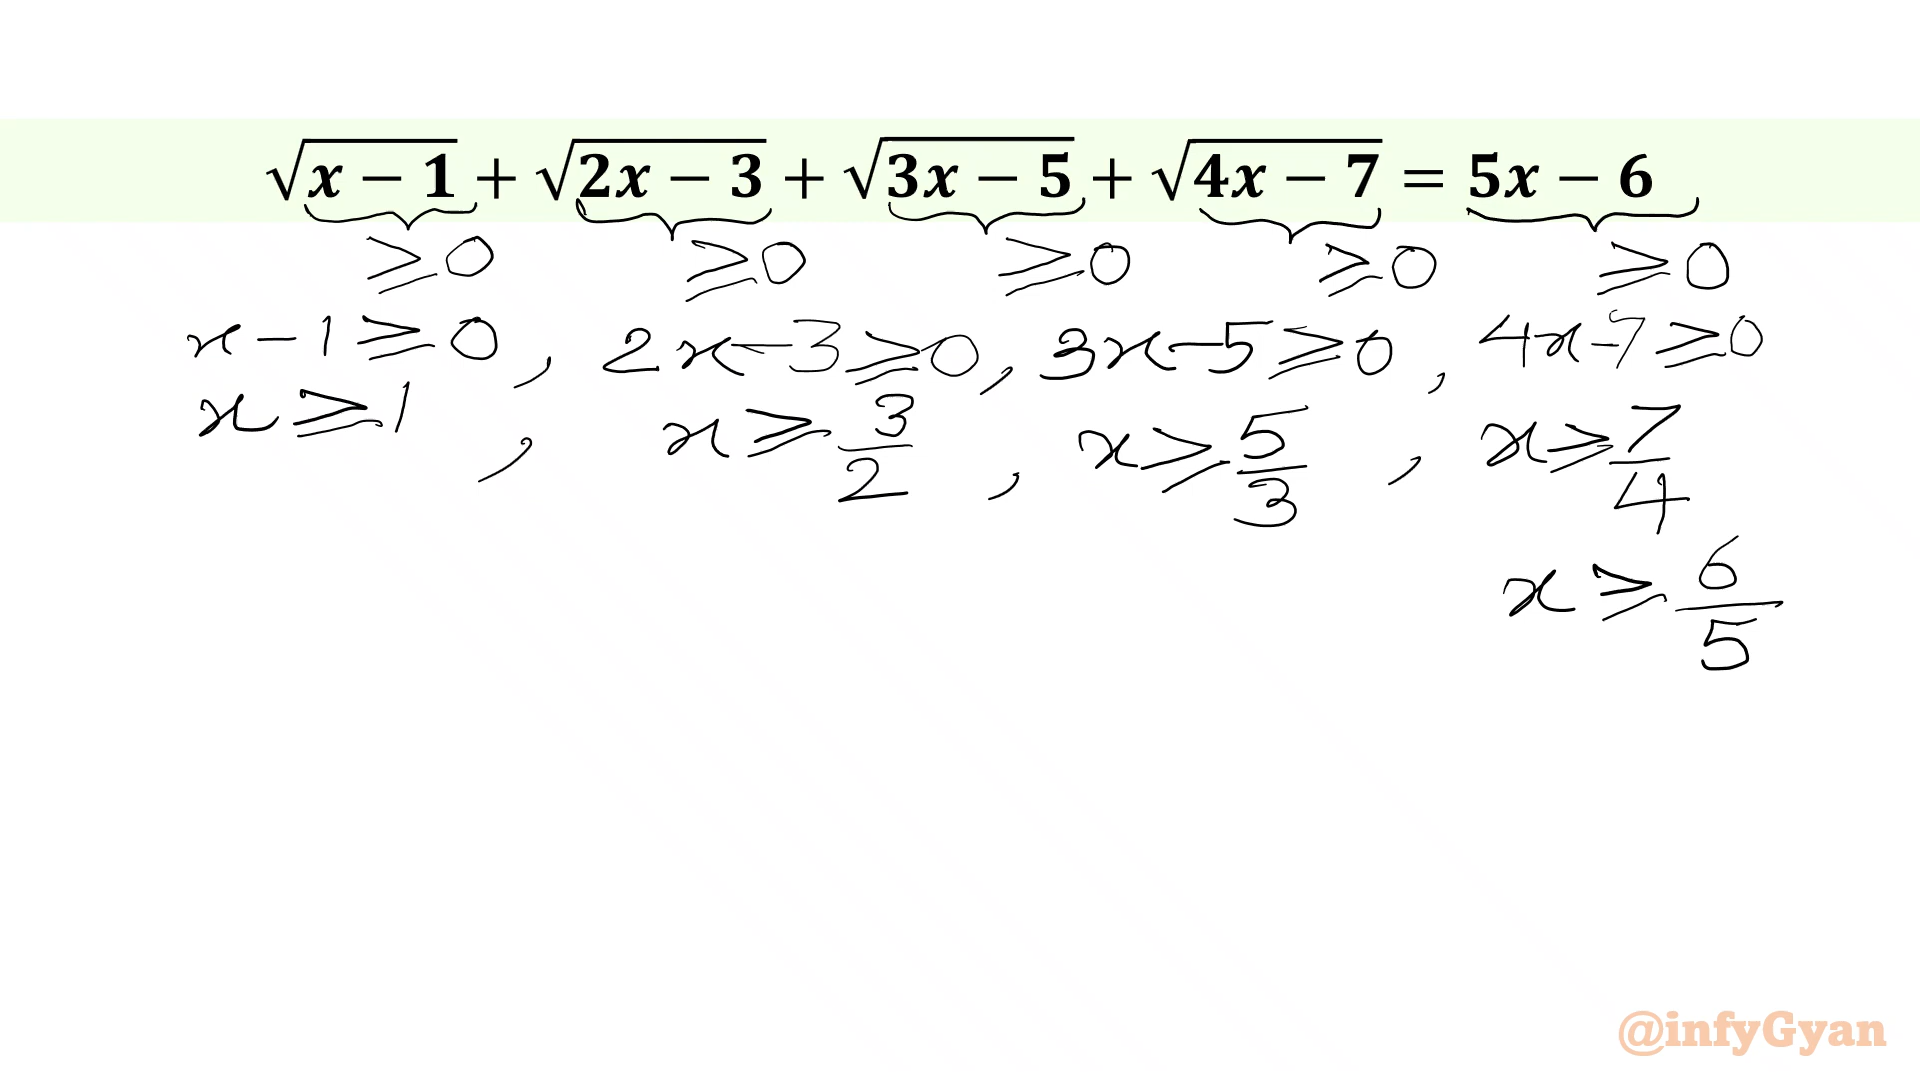 √(x − 1) + √(2x − 3) + √(3x − 5) + √(4x − 7) = 5x − 6
≥0 ≥0 ≥0 ≥0 ≥0
x−1≥0, 2x−3≥0, 3x−5≥0, 4x−7≥0
x≥1, x≥3/2, x≥5/3, x≥7/4
x≥6/5
@infyGyan